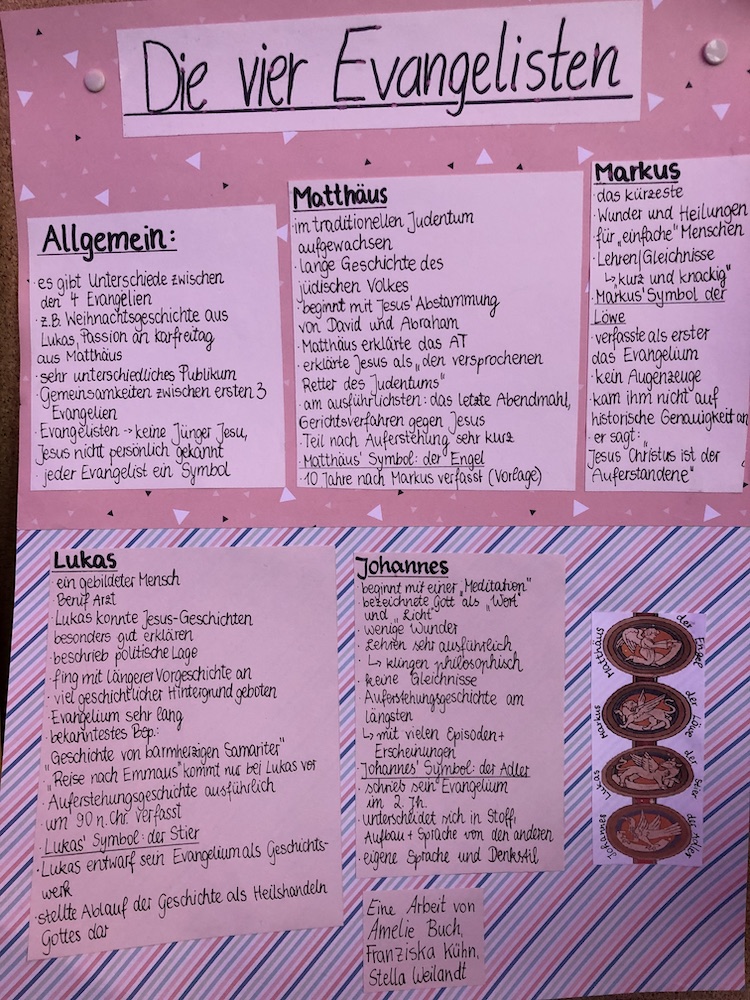 Die vier Evangelisten
Allgemein:
· es gibt Unterschiede zwischen
den 4 Evangelien
· z.B. Weihnachtsgeschichte aus
Lukas, Passion an Karfreitag
aus Matthäus
· sehr unterschiedliches Publikum
· Gemeinsamkeiten zwischen ersten 3
Evangelien
· Evangelisten → keine Jünger Jesu,
Jesus nicht persönlich gekannt
· jeder Evangelist ein Symbol
Matthäus
· im traditionellen Judentum
aufgewachsen
· lange Geschichte des
jüdischen Volkes
· beginnt mit Jesus' Abstammung
von David und Abraham
· Matthäus erklärte das AT
· erklärte Jesus als „den versprochenen
Retter des Judentums"
· am ausführlichsten: das letzte Abendmahl,
Gerichtsverfahren gegen Jesus
· Teil nach Auferstehung sehr kurz
· Matthäus' Symbol: der Engel
· 10 Jahre nach Markus verfasst (Vorlage)
Markus
· das kürzeste
· Wunder und Heilungen
· für „einfache" Menschen
· Lehren/Gleichnisse
↳ „kurz und knackig"
· Markus' Symbol der
Löwe
· verfasste als erster
das Evangelium
· kein Augenzeuge
· kam ihm nicht auf
historische Genauigkeit an
· er sagt:
„Jesus Christus ist der
Auferstandene"
Lukas
· ein gebildeter Mensch
· Beruf Arzt
· Lukas konnte Jesus-Geschichten
besonders gut erklären
· beschrieb politische Lage
· fing mit längerer Vorgeschichte an
· viel geschichtlicher Hintergrund geboten
· Evangelium sehr lang
· bekanntestes Bsp.:
„Geschichte von barmherzigen Samariter"
· „Reise nach Emmaus" kommt nur bei Lukas vor
· Auferstehungsgeschichte ausführlich
· um 90 n. Chr. verfasst
· Lukas' Symbol: der Stier
· Lukas entwarf sein Evangelium als Geschichts-
werk
· stellte Ablauf der Geschichte als Heilshandeln
Gottes dar
Johannes
· beginnt mit einer „Meditation"
· bezeichnete Gott als „Wort"
und „Licht"
· wenige Wunder
· Lehren sehr ausführlich
↳ klingen philosophisch
· keine Gleichnisse
· Auferstehungsgeschichte am
längsten
↳ mit vielen Episoden +
Erscheinungen
· Johannes' Symbol: der Adler
· schrieb sein Evangelium
im 2. Jh.
· unterscheidet sich in Stoff,
Aufbau + Sprache von den anderen
· eigene Sprache und Denkstil
Matthäus der Engel
Markus der Löwe
Lukas der Stier
Johannes der Adler
Eine Arbeit von
Amelie Buch,
Franziska Kühn,
Stella Weilandt